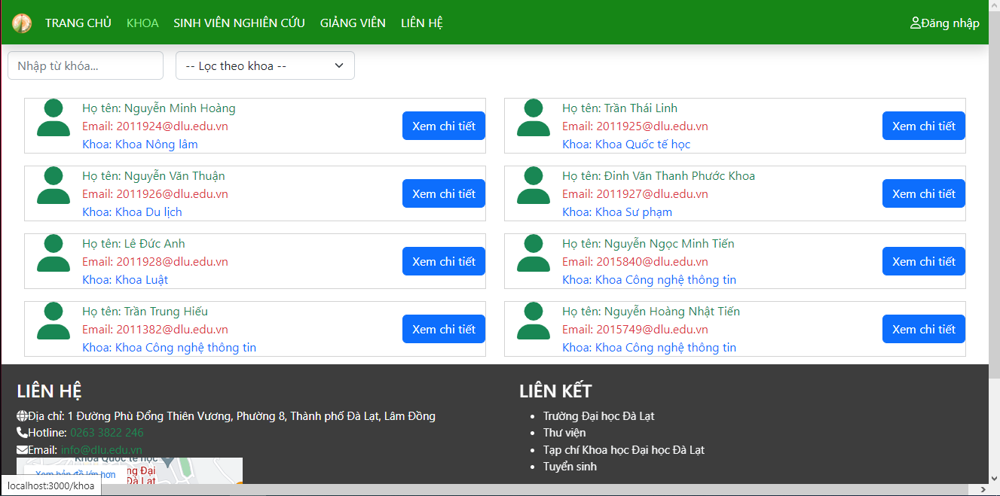 TRANG CHỦ KHOA SINH VIÊN NGHIÊN CỨU GIẢNG VIÊN LIÊN HỆ Đăng nhập
Nhập từ khóa... -- Lọc theo khoa --
Họ tên: Nguyễn Minh Hoàng
Email: 2011924@dlu.edu.vn
Khoa: Khoa Nông lâm
Xem chi tiết
Họ tên: Trần Thái Linh
Email: 2011925@dlu.edu.vn
Khoa: Khoa Quốc tế học
Xem chi tiết
Họ tên: Nguyễn Văn Thuận
Email: 2011926@dlu.edu.vn
Khoa: Khoa Du lịch
Xem chi tiết
Họ tên: Đinh Văn Thanh Phước Khoa
Email: 2011927@dlu.edu.vn
Khoa: Khoa Sư phạm
Xem chi tiết
Họ tên: Lê Đức Anh
Email: 2011928@dlu.edu.vn
Khoa: Khoa Luật
Xem chi tiết
Họ tên: Nguyễn Ngọc Minh Tiến
Email: 2015840@dlu.edu.vn
Khoa: Khoa Công nghệ thông tin
Xem chi tiết
Họ tên: Trần Trung Hiếu
Email: 2011382@dlu.edu.vn
Khoa: Khoa Công nghệ thông tin
Xem chi tiết
Họ tên: Nguyễn Hoàng Nhật Tiến
Email: 2015749@dlu.edu.vn
Khoa: Khoa Công nghệ thông tin
Xem chi tiết
LIÊN HỆ
Địa chỉ: 1 Đường Phù Đổng Thiên Vương, Phường 8, Thành phố Đà Lạt, Lâm Đồng
Hotline: 0263 3822 246
Email: info@dlu.edu.vn
Khoa Quốc tế học
Xem bản đồ lớn hơn
ng Đại
Đà Lạt
LIÊN KẾT
Trường Đại học Đà Lạt
Thư viện
Tạp chí Khoa học Đại học Đà Lạt
Tuyển sinh
localhost:3000/khoa